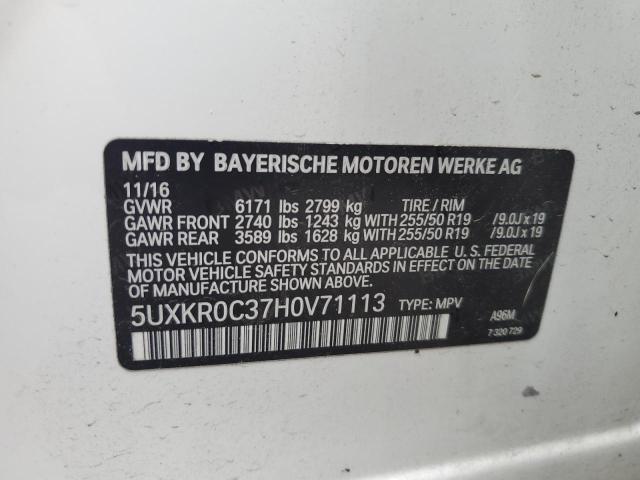 MFD BY BAYERISCHE MOTOREN WERKE AG
11/16
GVWR 6171 lbs 2799 kg TIRE / RIM
GAWR FRONT 2740 lbs 1243 kg WITH 255/50 R19 /9.0J x 19
GAWR REAR 3589 lbs 1628 kg WITH 255/50 R19 /9.0J x 19
THIS VEHICLE CONFORMS TO ALL APPLICABLE U. S. FEDERAL
MOTOR VEHICLE SAFETY STANDARDS IN EFFECT ON THE DATE
OF MANUFACTURE SHOWN ABOVE.
5UXKR0C37H0V71113 TYPE: MPV
A96M
7 320 729